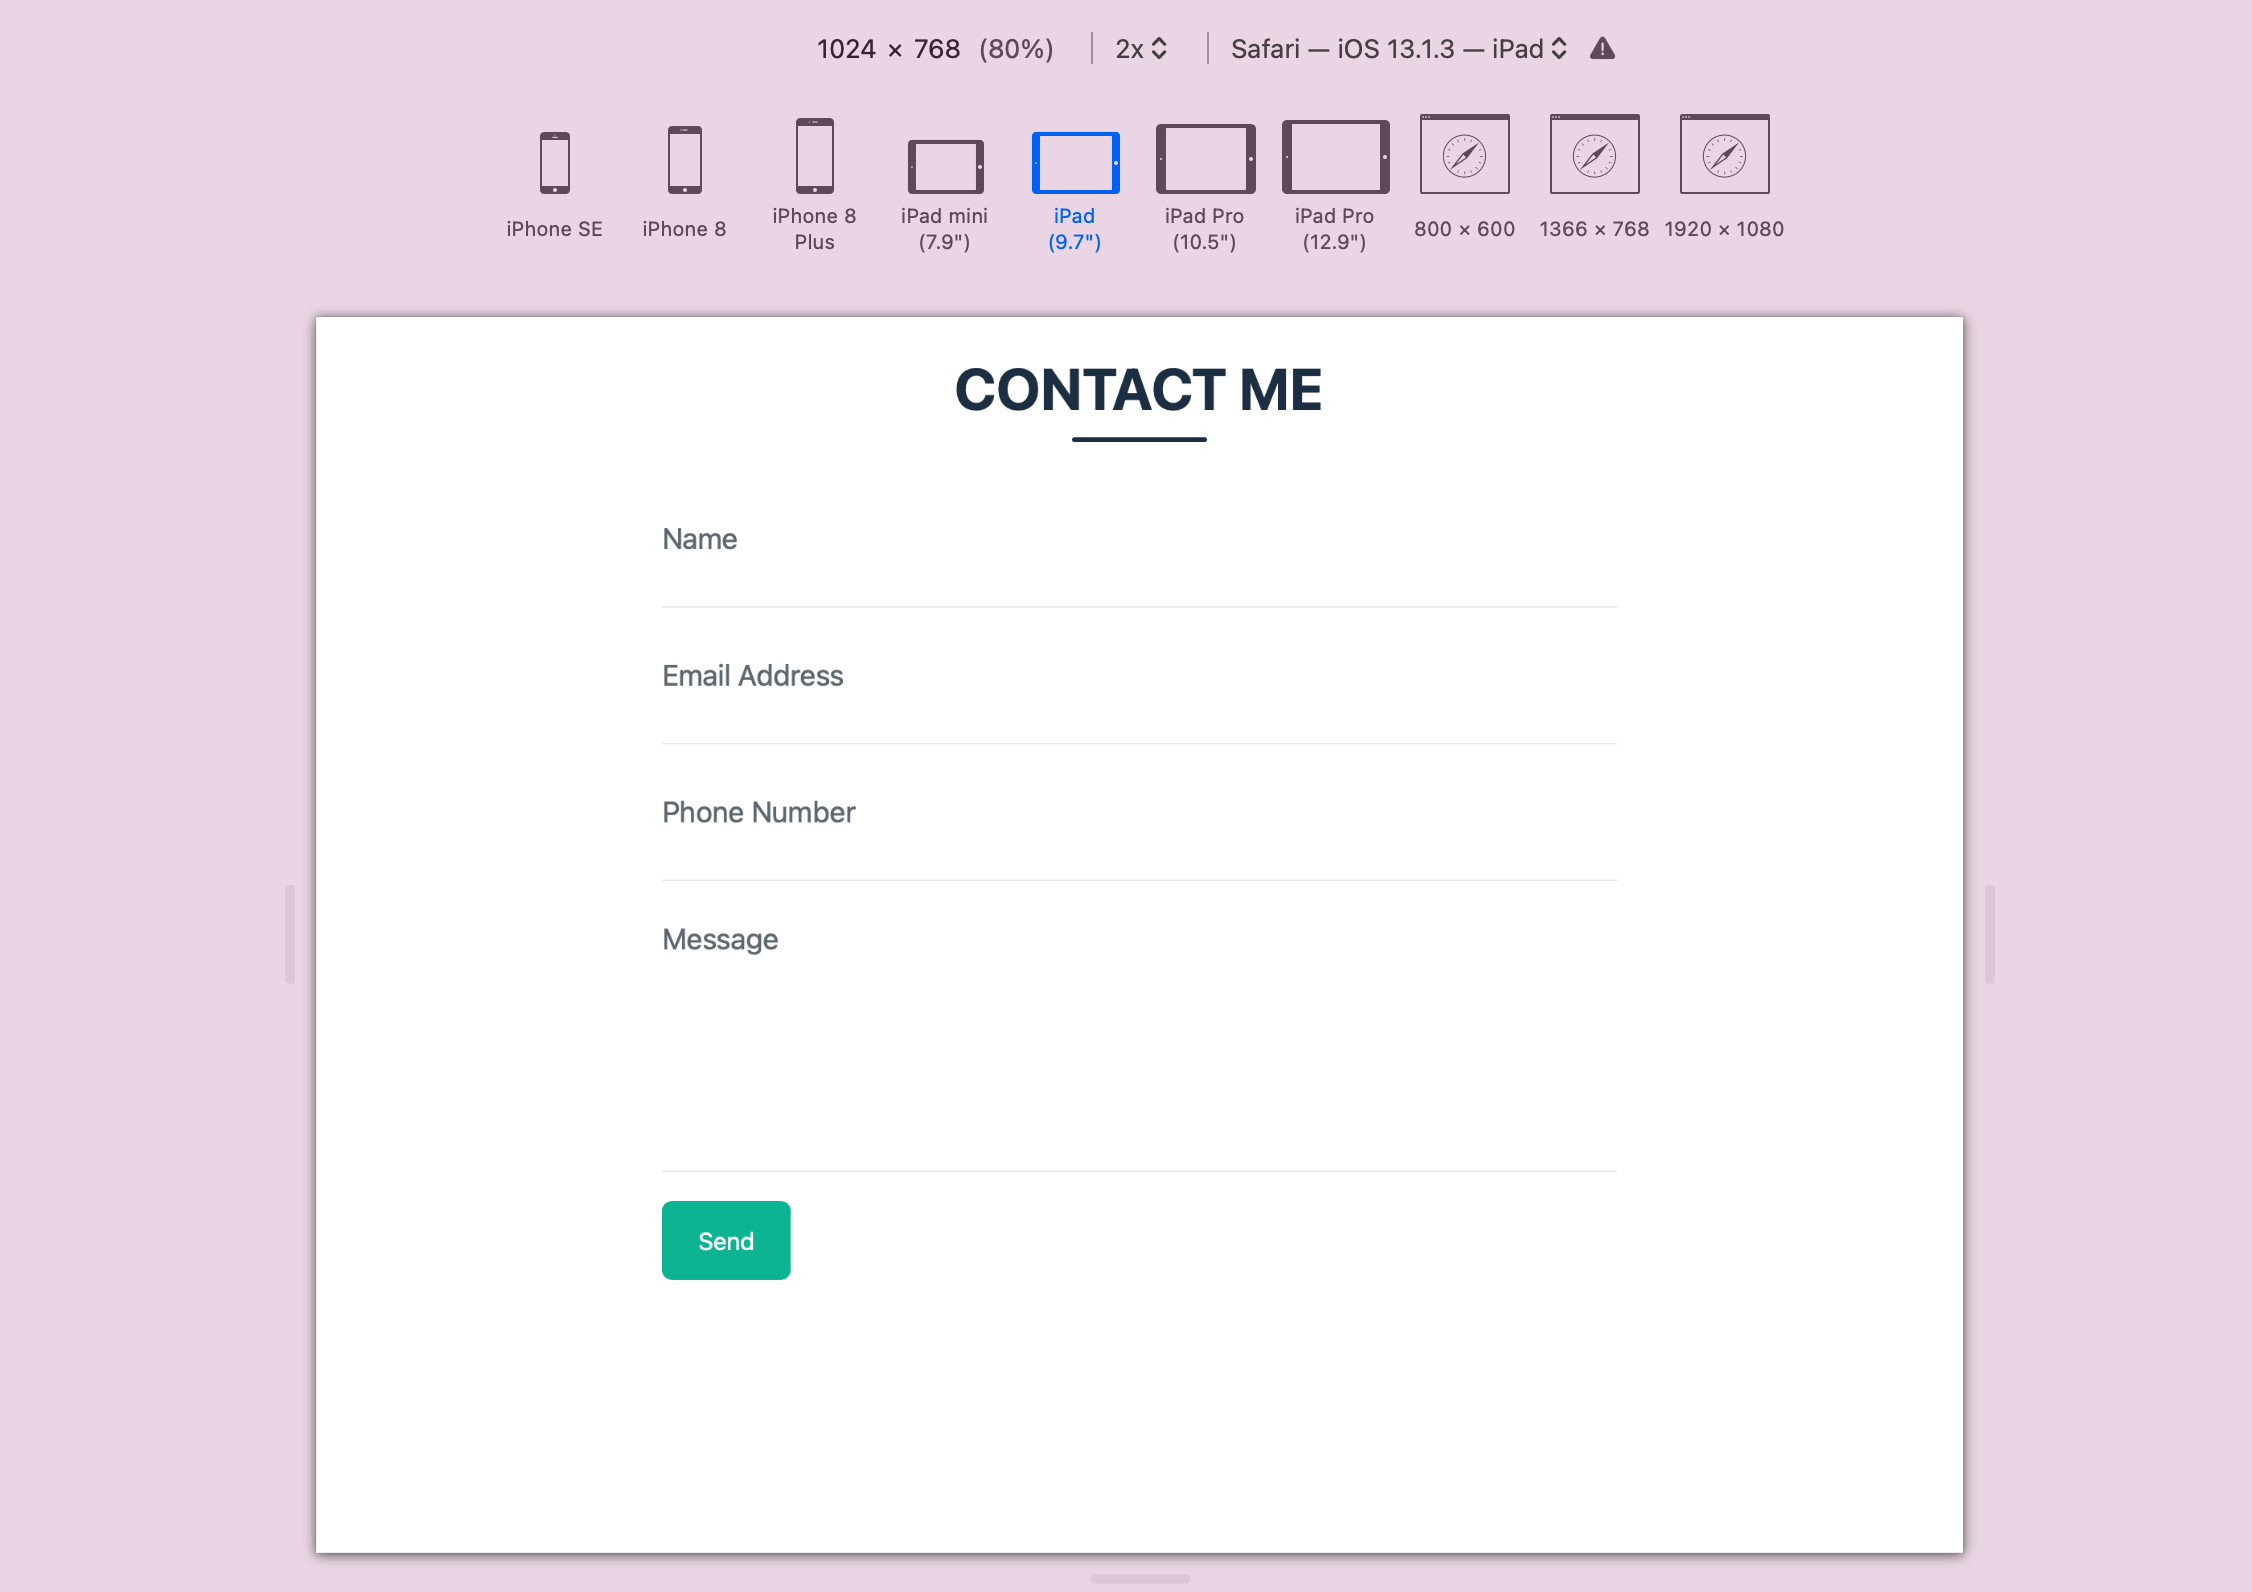 1024 × 768 (80%) 2x Safari — iOS 13.1.3 — iPad
iPhone SE
iPhone 8
iPhone 8
Plus
iPad mini
(7.9")
iPad
(9.7")
iPad Pro
(10.5")
iPad Pro
(12.9")
800 × 600
1366 × 768
1920 × 1080
CONTACT ME
Name
Email Address
Phone Number
Message
Send